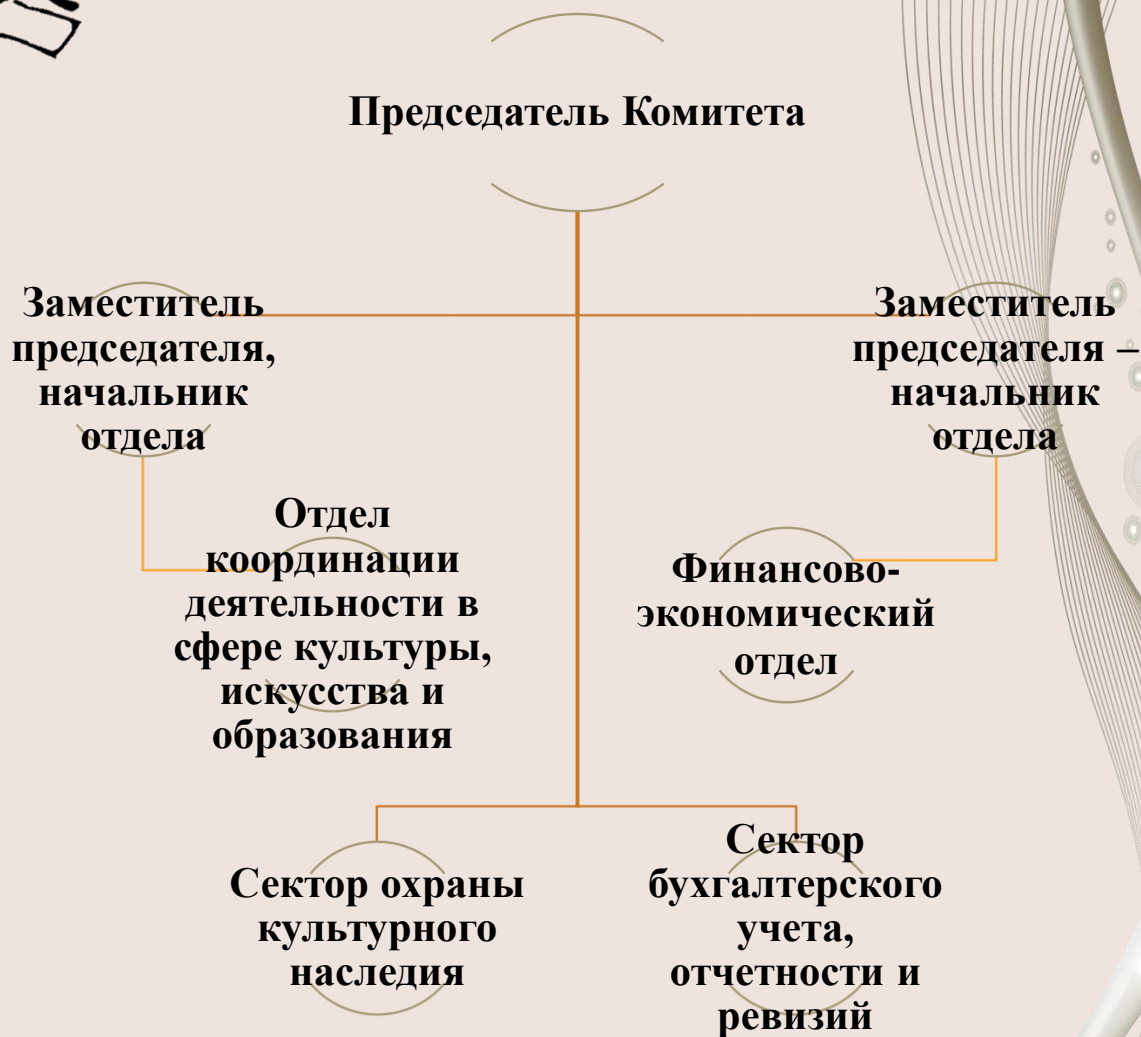 Председатель Комитета
Заместитель
председателя,
начальник
отдела
Заместитель
председателя –
начальник
отдела
Отдел
координации
деятельности в
сфере культуры,
искусства и
образования
Финансово-
экономический
отдел
Сектор охраны
культурного
наследия
Сектор
бухгалтерского
учета,
отчетности и
ревизий